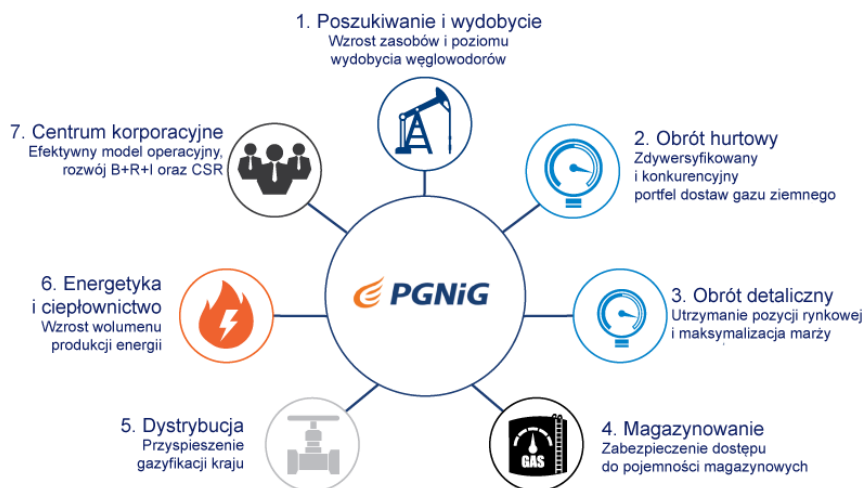 1. Poszukiwanie i wydobycie
Wzrost zasobów i poziomu
wydobycia węglowodorów
2. Obrót hurtowy
Zdywersyfikowany
i konkurencyjny
portfel dostaw gazu ziemnego
3. Obrót detaliczny
Utrzymanie pozycji rynkowej
i maksymalizacja marży
4. Magazynowanie
Zabezpieczenie dostępu
do pojemności magazynowych
5. Dystrybucja
Przyspieszenie
gazyfikacji kraju
6. Energetyka
i ciepłownictwo
Wzrost wolumenu
produkcji energii
7. Centrum korporacyjne
Efektywny model operacyjny,
rozwój B+R+I oraz CSR
PGNiG
GAS